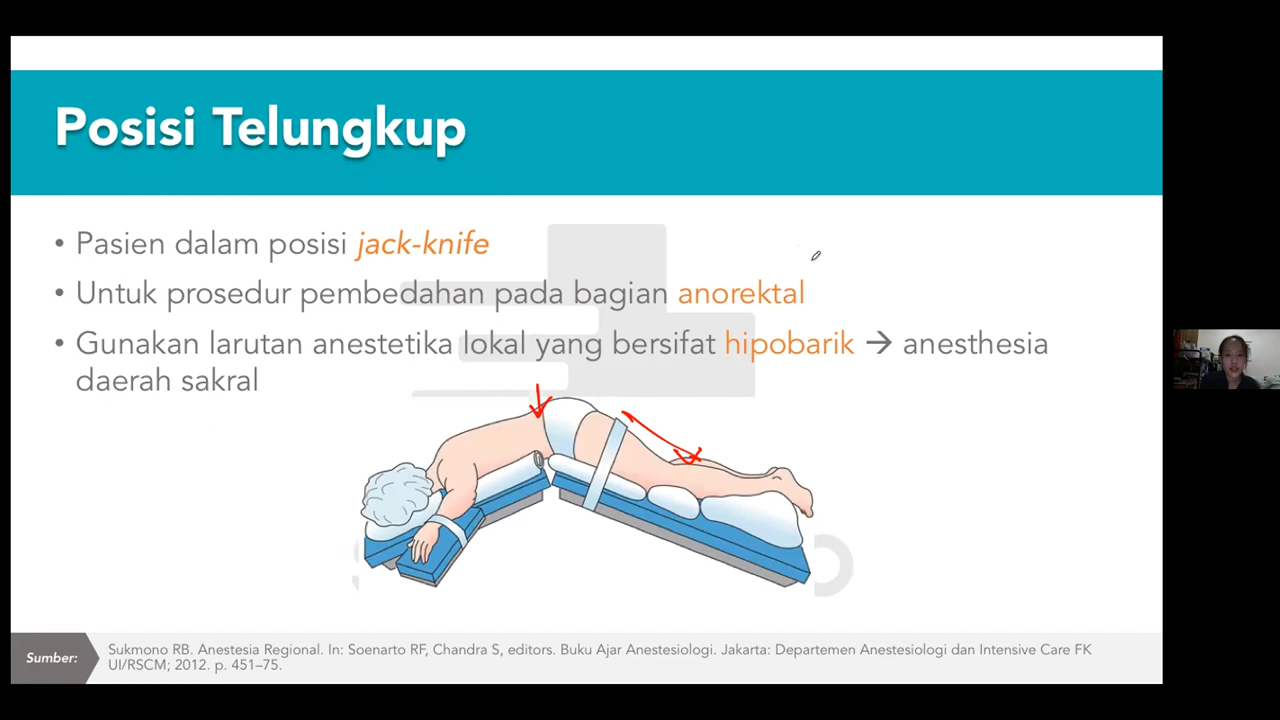 Posisi Telungkup
• Pasien dalam posisi jack-knife
• Untuk prosedur pembedahan pada bagian anorektal
• Gunakan larutan anestetika lokal yang bersifat hipobarik → anesthesia
daerah sakral
Sumber:
Sukmono RB. Anestesia Regional. In: Soenarto RF, Chandra S, editors. Buku Ajar Anestesiologi. Jakarta: Departemen Anestesiologi dan Intensive Care FK
UI/RSCM; 2012. p. 451–75.